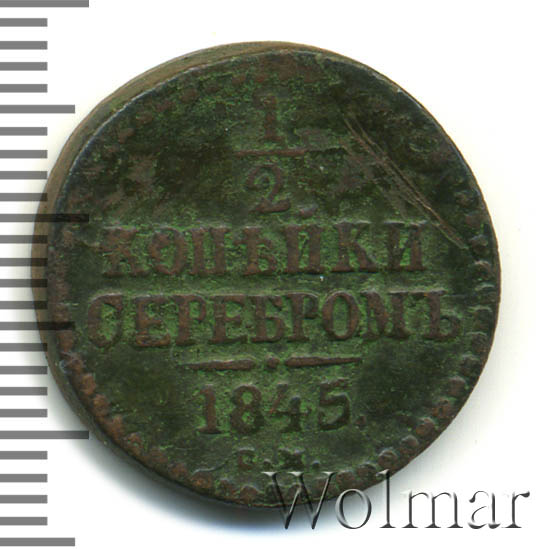 1
2
КОПѢЙКИ
СЕРЕБРОМЪ
1845.
С.М.
Wolmar